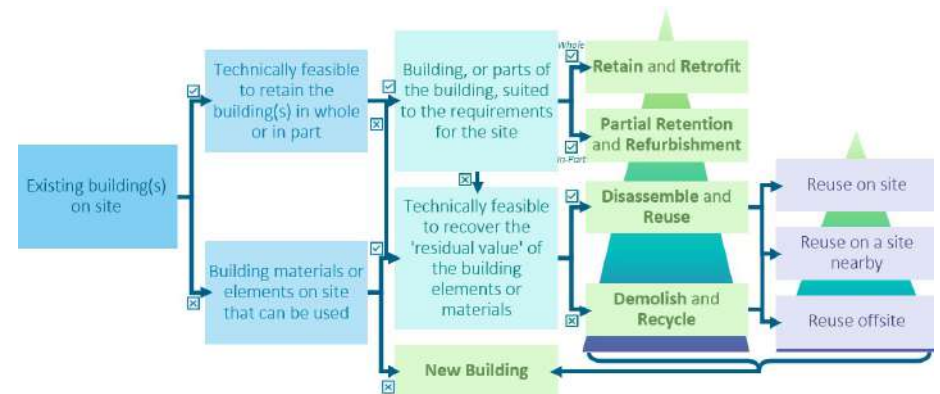 Existing building(s)
on site
Technically feasible
to retain the
building(s) in whole
or in part
Building materials or
elements on site
that can be used
Building, or parts of
the building, suited
to the requirements
for the site
Technically feasible
to recover the
'residual value' of
the building
elements or
materials
New Building
Whole
Retain and Retrofit
Partial Retention
and Refurbishment
In-Part
Disassemble and
Reuse
Demolish and
Recycle
Reuse on site
Reuse on a site
nearby
Reuse offsite